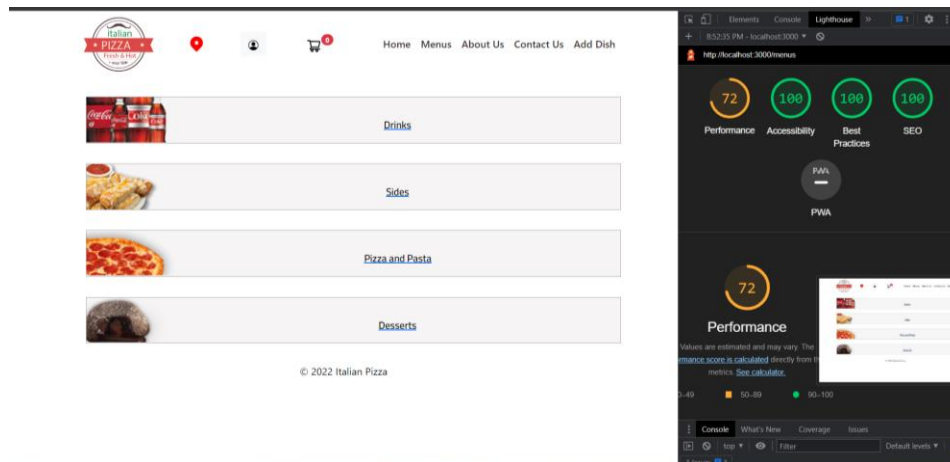 Italian
PIZZA
Fresh & Hot
0
Home Menus About Us Contact Us Add Dish
Coca-Cola
Drinks
Sides
Pizza and Pasta
Desserts
© 2022 Italian Pizza
Elements Console Lighthouse » 1
+ 8:52:35 PM - localhost:3000
http://localhost:3000/menus
72 100 100 100
Performance Accessibility Best Practices SEO
PWA
PWA
72
Performance
Values are estimated and may vary. The
ormance score is calculated directly from th
metrics. See calculator.
0–49 50–89 90–100
Console What's New Coverage Issues
top Filter Default levels